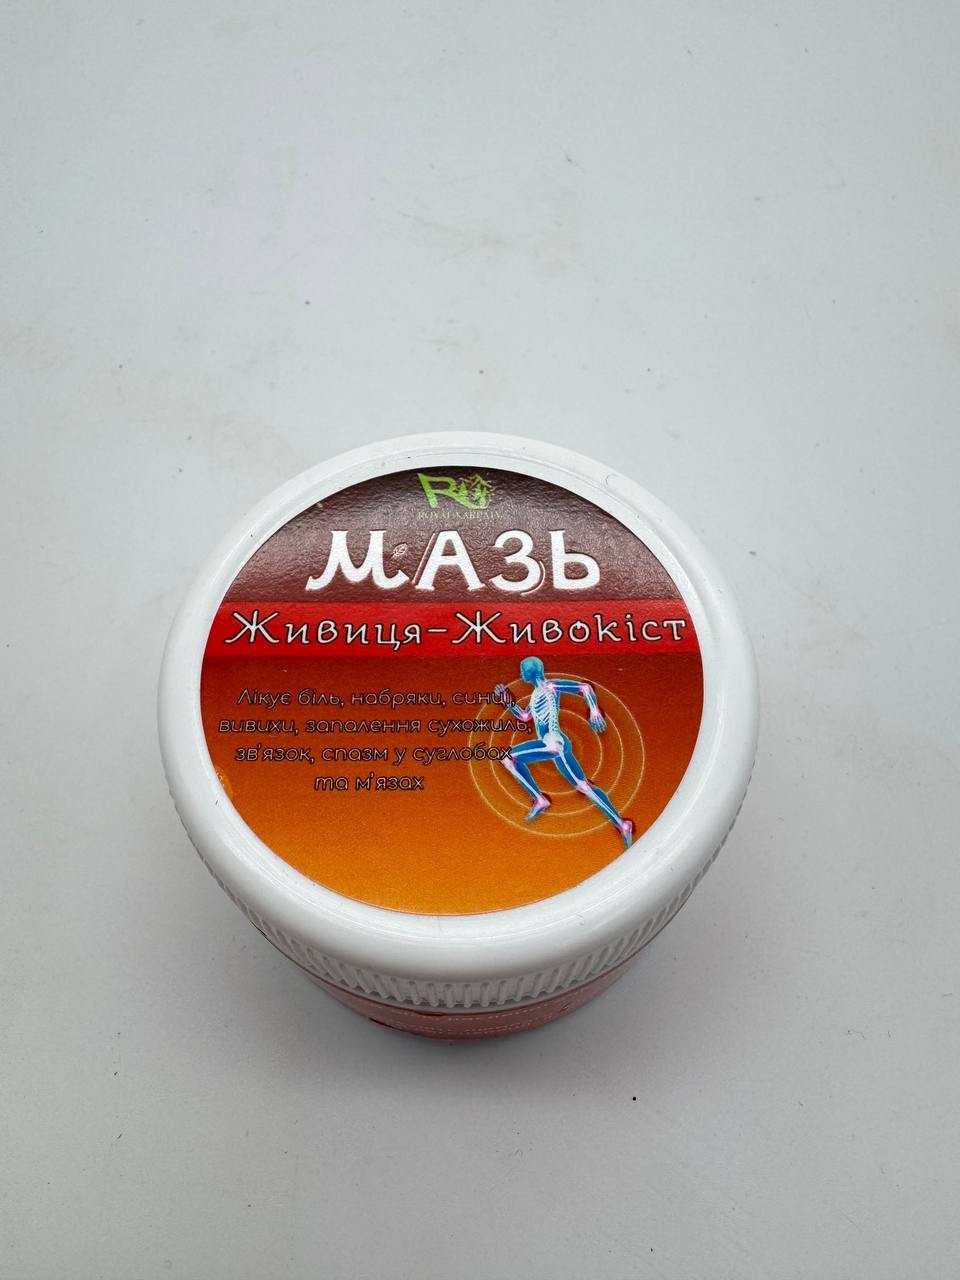 ROYAL KARPATY
МАЗЬ
Живиця-Живокіст
Лікує біль, набряки, синці,
вивихи, запалення сухожиль,
зв'язок, спазм у суглобах
та м'язах